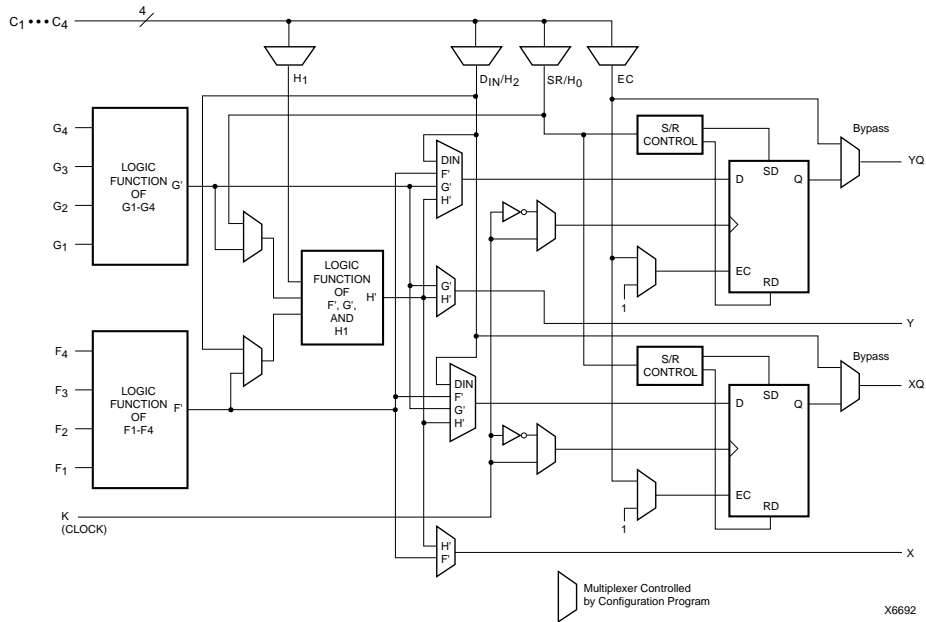 C1 ••• C4
4
H1
DIN/H2
SR/H0
EC
G4
G3
G2
G1
LOGIC
FUNCTION
OF
G1-G4
G'
DIN
F'
G'
H'
S/R
CONTROL
Bypass
D
SD
Q
YQ
EC
RD
1
LOGIC
FUNCTION
OF
F', G',
AND
H1
H'
G'
H'
Y
F4
F3
F2
F1
LOGIC
FUNCTION
OF
F1-F4
F'
DIN
F'
G'
H'
S/R
CONTROL
Bypass
D
SD
Q
XQ
EC
RD
1
K
(CLOCK)
H'
F'
X
Multiplexer Controlled
by Configuration Program
X6692